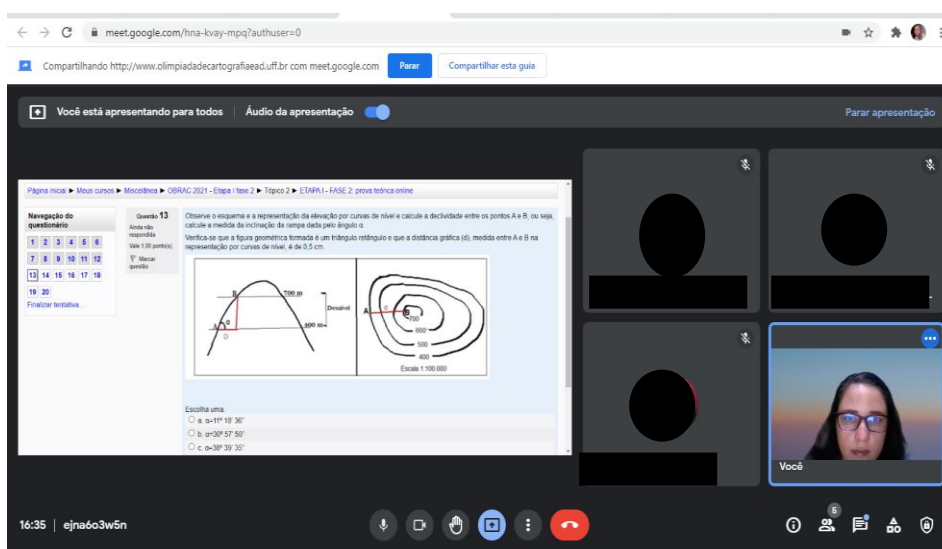 meet.google.com/hna-kvay-mpq?authuser=0
Compartilhando http://www.olimpiadadecartografiaead.uff.br com meet.google.com Parar Compartilhar esta guia
Você está apresentando para todos | Áudio da apresentação Parar apresentação
Página inicial ► Meus cursos ► Miscelânea ► OBRAC 2021 - Etapa I fase 2 ► Tópico 2 ► ETAPA I - FASE 2: prova teórica online
Navegação do questionário
1 2 3 4 5 6
7 8 9 10 11 12
13 14 15 16 17 18
19 20
Finalizar tentativa ...
Questão 13
Ainda não
respondida
Vale 1,00 ponto(s).
Marcar
questão
Observe o esquema e a representação da elevação por curvas de nível e calcule a declividade entre os pontos A e B, ou seja,
calcule a medida da inclinação da rampa dada pelo ângulo α.
Verifica-se que a figura geométrica formada é um triângulo retângulo e que a distância gráfica (d), medida entre A e B na
representação por curvas de nível, é de 0,5 cm.
B 700 m
Desnível
A α 400 m
D
A d B
700
600
500
400
Escala 1:100.000
Escolha uma:
a. α=11º 18' 36"
b. α=30º 57' 50"
c. α=38º 39' 35"
Você
16:35 | ejna6o3w5n
5